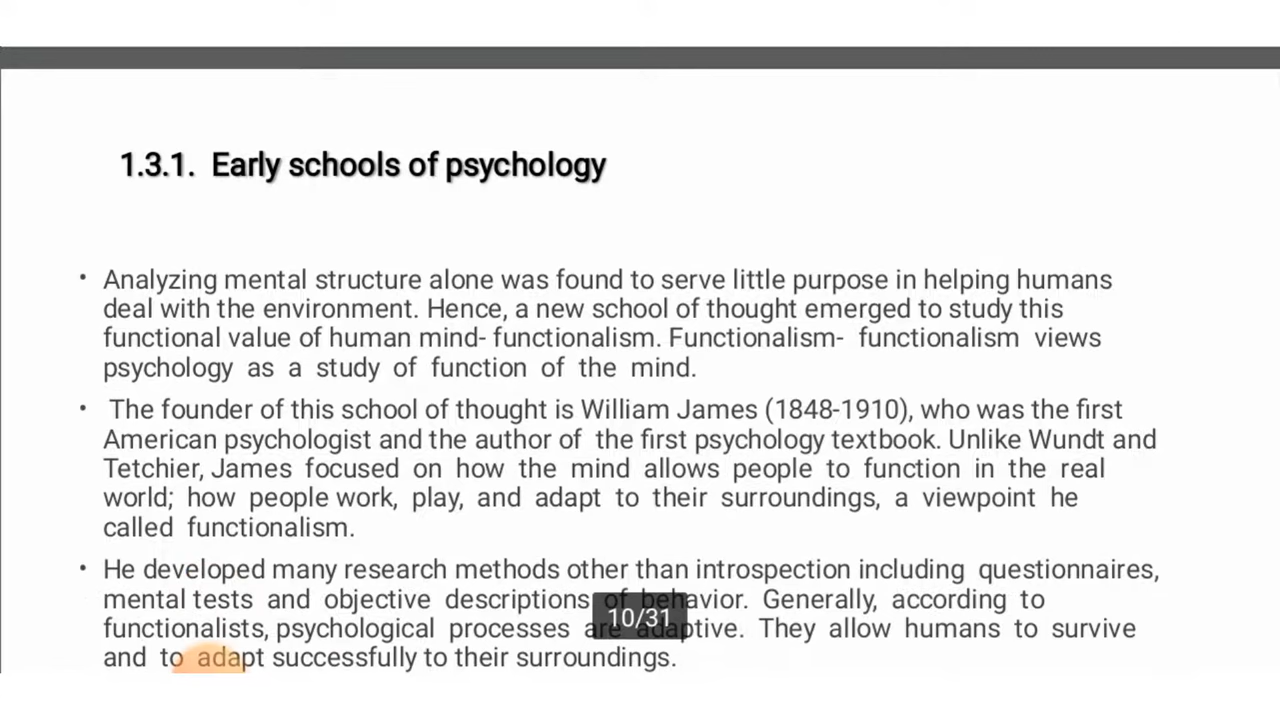 1.3.1. Early schools of psychology
• Analyzing mental structure alone was found to serve little purpose in helping humans
deal with the environment. Hence, a new school of thought emerged to study this
functional value of human mind- functionalism. Functionalism- functionalism views
psychology as a study of function of the mind.
• The founder of this school of thought is William James (1848-1910), who was the first
American psychologist and the author of the first psychology textbook. Unlike Wundt and
Tetchier, James focused on how the mind allows people to function in the real
world; how people work, play, and adapt to their surroundings, a viewpoint he
called functionalism.
• He developed many research methods other than introspection including questionnaires,
mental tests and objective descriptions of behavior. Generally, according to
functionalists, psychological processes are adaptive. They allow humans to survive
and to adapt successfully to their surroundings.
10/31